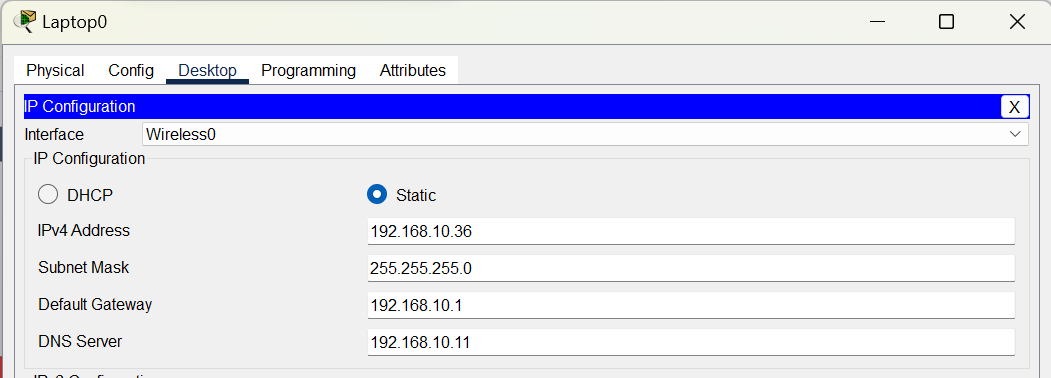 Laptop0
Physical Config Desktop Programming Attributes
IP Configuration X
Interface Wireless0
IP Configuration
DHCP Static
IPv4 Address 192.168.10.36
Subnet Mask 255.255.255.0
Default Gateway 192.168.10.1
DNS Server 192.168.10.11